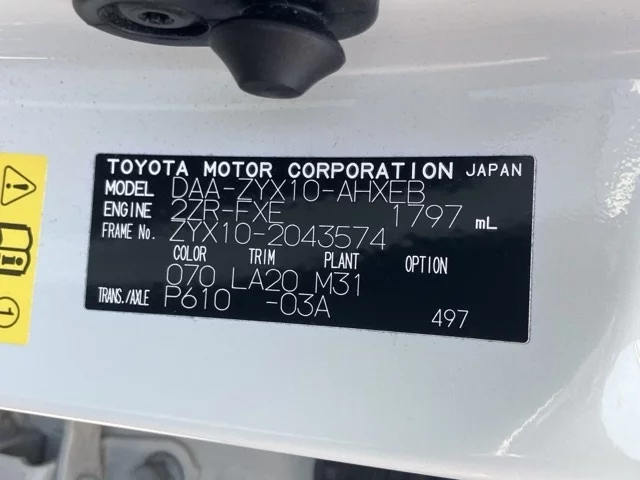 TOYOTA MOTOR CORPORATION JAPAN
MODEL DAA-ZYX10-AHXEB
ENGINE 2ZR-FXE 1797 mL
FRAME No. ZYX10-2043574
COLOR TRIM PLANT OPTION
070 LA20 M31
TRANS./AXLE P610 -03A
497
1